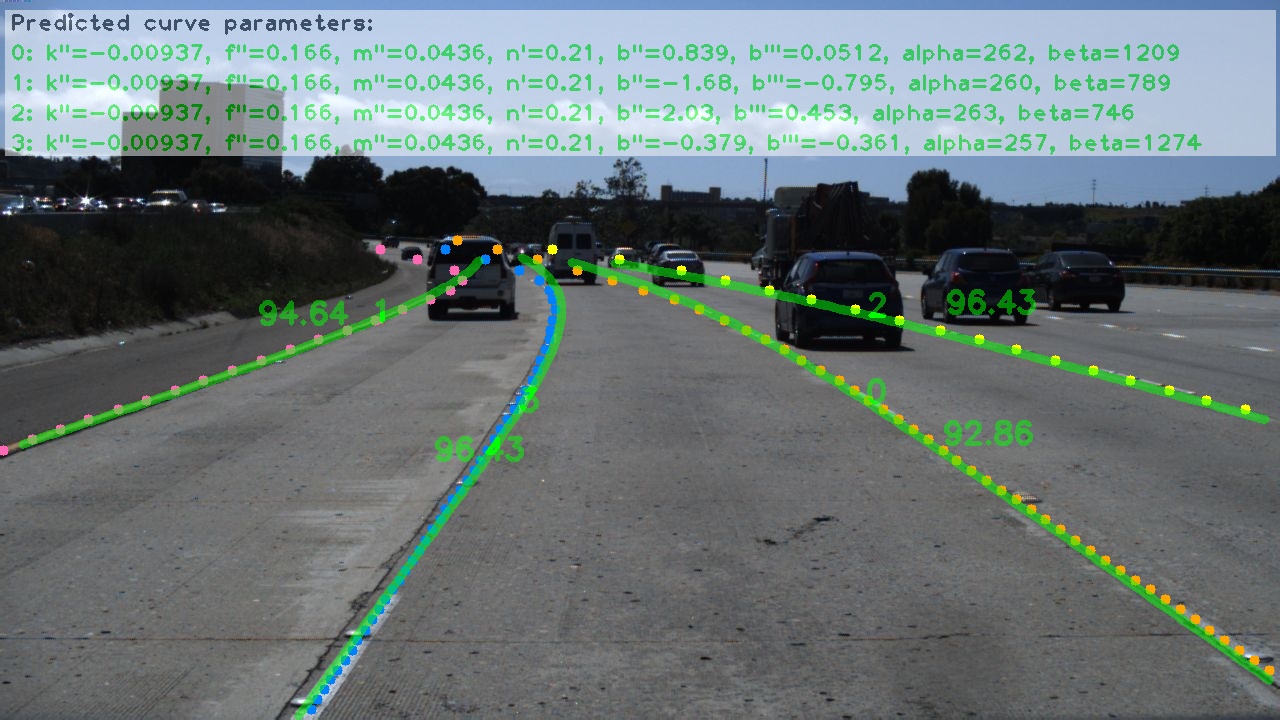 Predicted curve parameters:
0: k''=-0.00937, f''=0.166, m''=0.0436, n'=0.21, b''=0.839, b'''=0.0512, alpha=262, beta=1209
1: k''=-0.00937, f''=0.166, m''=0.0436, n'=0.21, b''=-1.68, b'''=-0.795, alpha=260, beta=789
2: k''=-0.00937, f''=0.166, m''=0.0436, n'=0.21, b''=2.03, b'''=0.453, alpha=263, beta=746
3: k''=-0.00937, f''=0.166, m''=0.0436, n'=0.21, b''=-0.379, b'''=-0.361, alpha=257, beta=1274
94.64 1
2 96.43
0
92.86
96.43